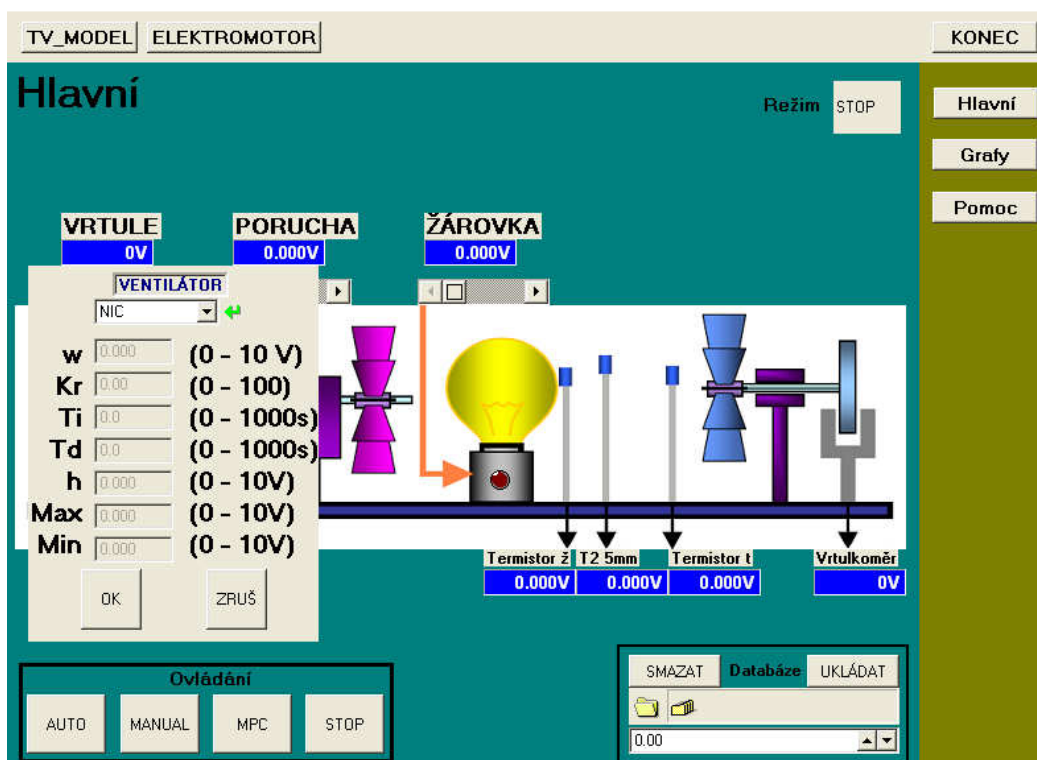 TV_MODEL ELEKTROMOTOR KONEC
Hlavní
Režim STOP
Hlavní
Grafy
Pomoc
VRTULE PORUCHA ŽÁROVKA
0V 0.000V 0.000V
VENTILÁTOR
NIC
w 0.000 (0 - 10 V)
Kr 0.00 (0 - 100)
Ti 0.0 (0 - 1000s)
Td 0.0 (0 - 1000s)
h 0.000 (0 - 10V)
Max 0.000 (0 - 10V)
Min 0.000 (0 - 10V)
OK ZRUŠ
Termistor ž T2 5mm Termistor t Vrtulkoměr
0.000V 0.000V 0.000V 0V
Ovládání
AUTO MANUAL MPC STOP
SMAZAT Databáze UKLÁDAT
0.00